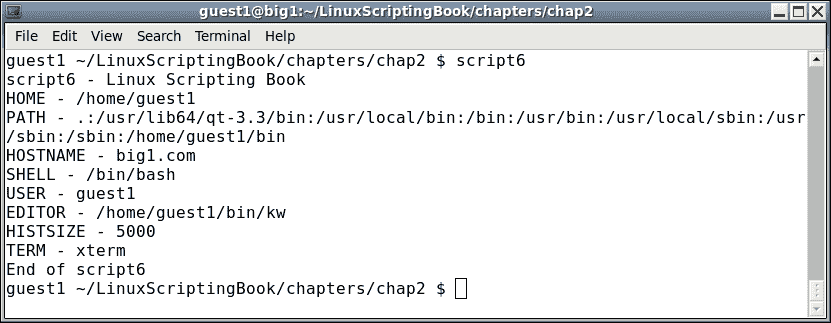 guest1@big1:~/LinuxScriptingBook/chapters/chap2
File Edit View Search Terminal Help
guest1 ~/LinuxScriptingBook/chapters/chap2 $ script6
script6 - Linux Scripting Book
HOME - /home/guest1
PATH - .:/usr/lib64/qt-3.3/bin:/usr/local/bin:/bin:/usr/bin:/usr/local/sbin:/usr
/sbin:/sbin:/home/guest1/bin
HOSTNAME - big1.com
SHELL - /bin/bash
USER - guest1
EDITOR - /home/guest1/bin/kw
HISTSIZE - 5000
TERM - xterm
End of script6
guest1 ~/LinuxScriptingBook/chapters/chap2 $